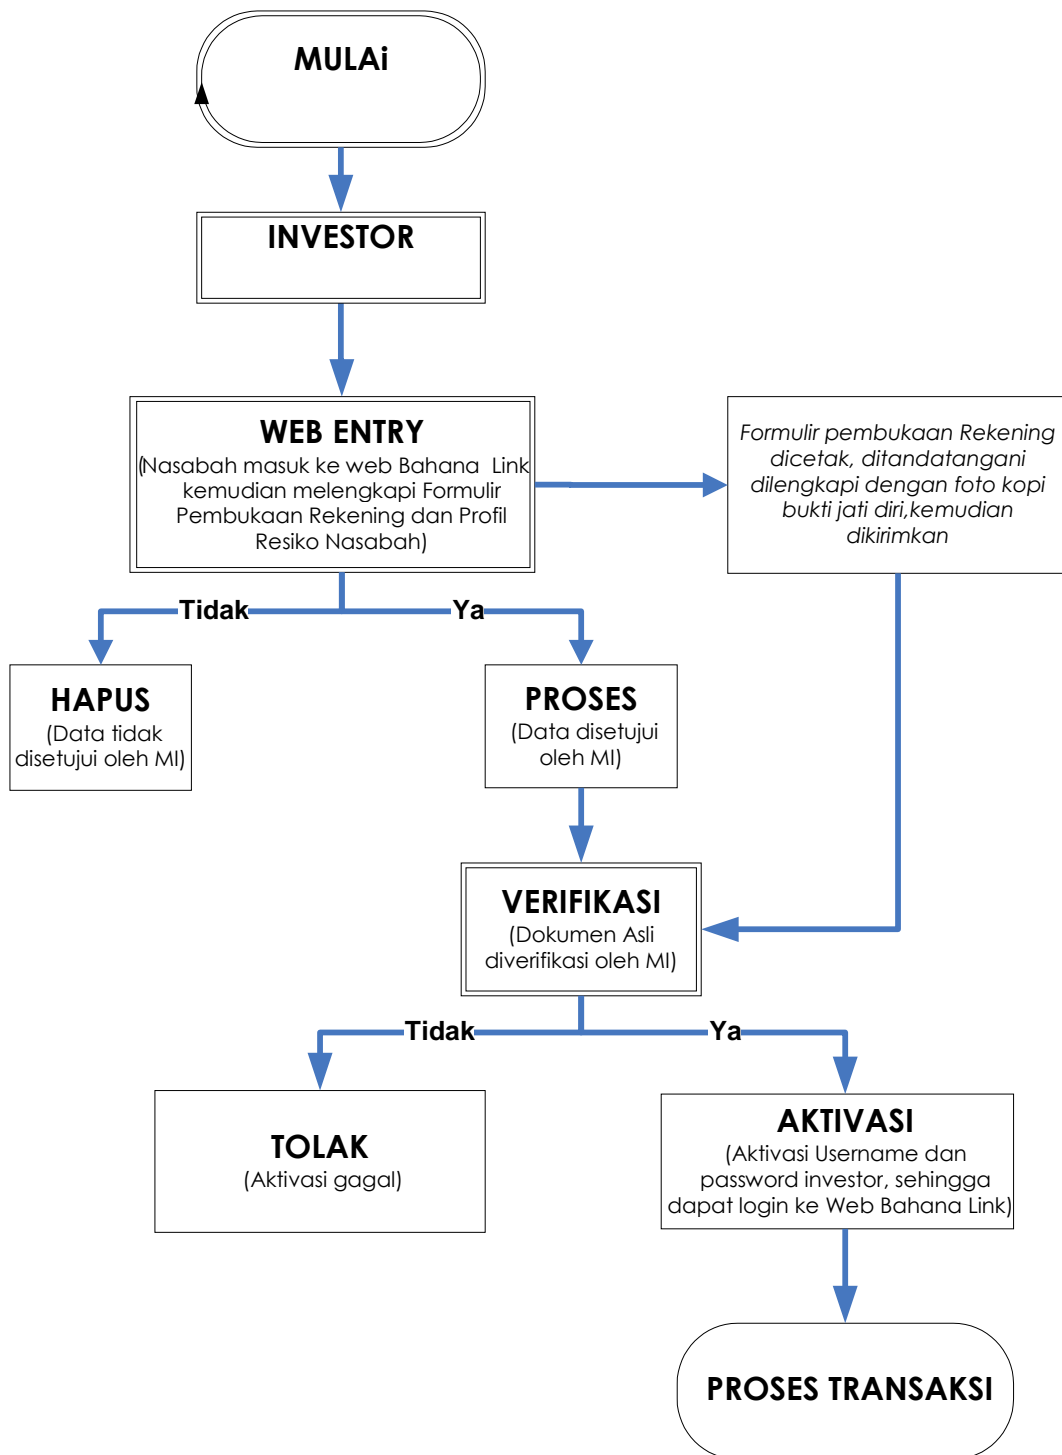 MULAi
INVESTOR
WEB ENTRY
(Nasabah masuk ke web Bahana Link
kemudian melengkapi Formulir
Pembukaan Rekening dan Profil
Resiko Nasabah)
Formulir pembukaan Rekening
dicetak, ditandatangani
dilengkapi dengan foto kopi
bukti jati diri,kemudian
dikirimkan
Tidak
Ya
HAPUS
(Data tidak
disetujui oleh MI)
PROSES
(Data disetujui
oleh MI)
VERIFIKASI
(Dokumen Asli
diverifikasi oleh MI)
Tidak
Ya
TOLAK
(Aktivasi gagal)
AKTIVASI
(Aktivasi Username dan
password investor, sehingga
dapat login ke Web Bahana Link)
PROSES TRANSAKSI